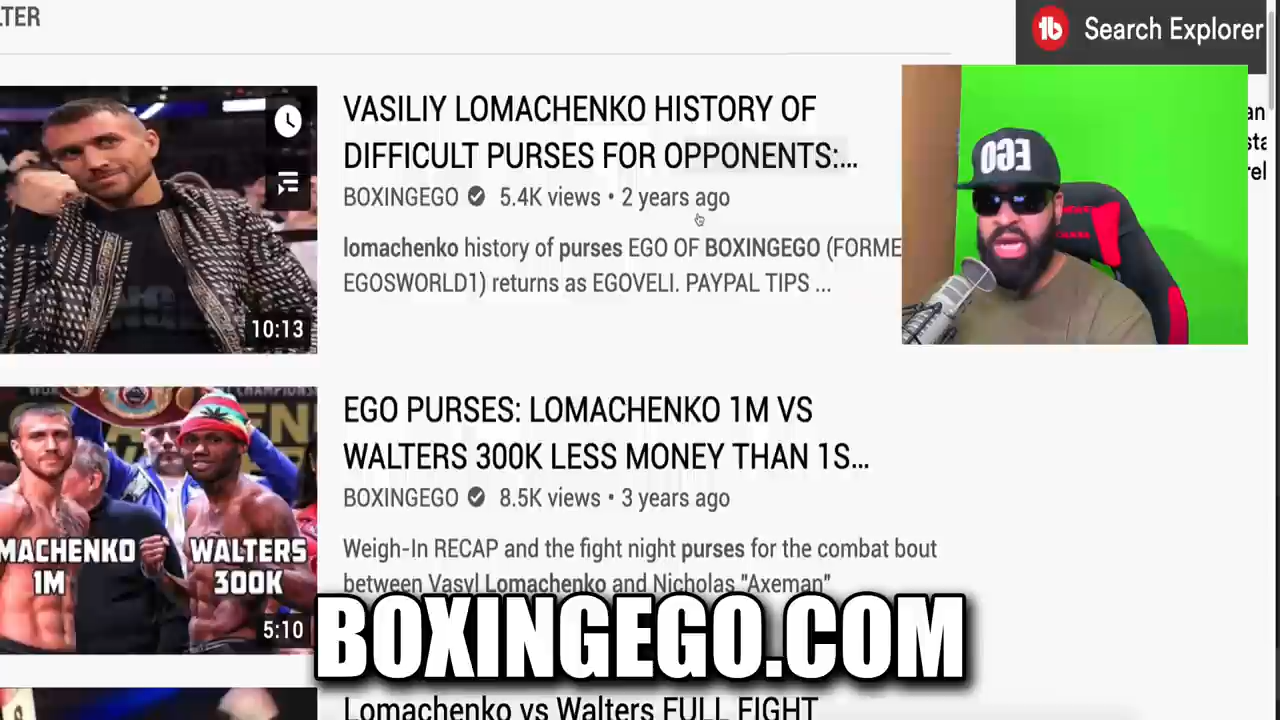 LTER
Search Explorer
VASILIY LOMACHENKO HISTORY OF
DIFFICULT PURSES FOR OPPONENTS:...
BOXINGEGO 5.4K views • 2 years ago
lomachenko history of purses EGO OF BOXINGEGO (FORME
EGOSWORLD1) returns as EGOVELI. PAYPAL TIPS ...
10:13
EGO
EGO PURSES: LOMACHENKO 1M VS
WALTERS 300K LESS MONEY THAN 1S...
BOXINGEGO 8.5K views • 3 years ago
Weigh-In RECAP and the fight night purses for the combat bout
between Vasyl Lomachenko and Nicholas "Axeman"
MACHENKO
1M
WALTERS
300K
5:10
BOXINGEGO.COM
Lomachenko vs Walters FULL FIGHT